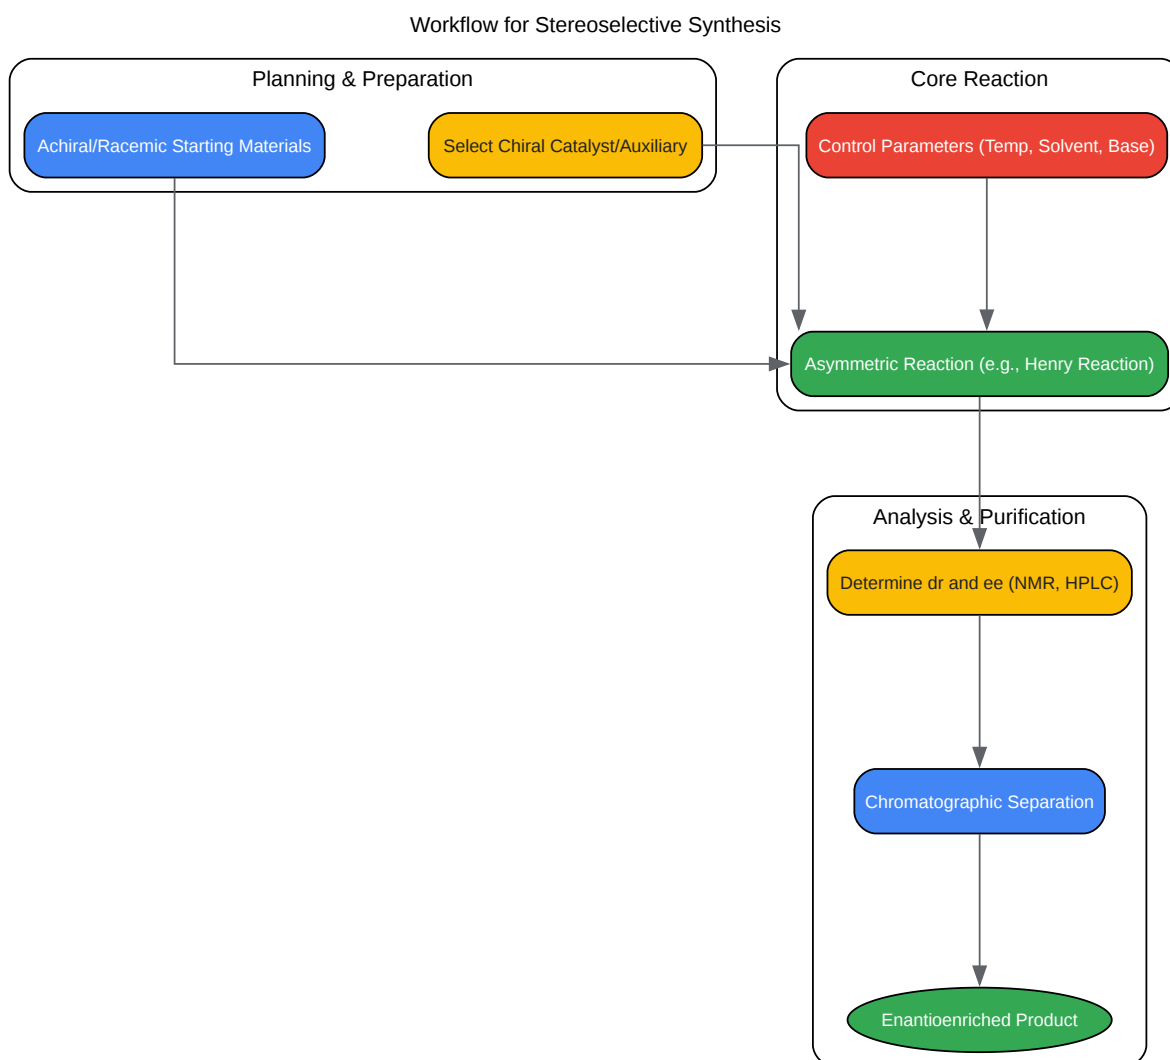 Workflow for Stereoselective Synthesis
Planning & Preparation
Achiral/Racemic Starting Materials
Select Chiral Catalyst/Auxiliary
Core Reaction
Control Parameters (Temp, Solvent, Base)
Asymmetric Reaction (e.g., Henry Reaction)
Analysis & Purification
Determine dr and ee (NMR, HPLC)
Chromatographic Separation
Enantioenriched Product